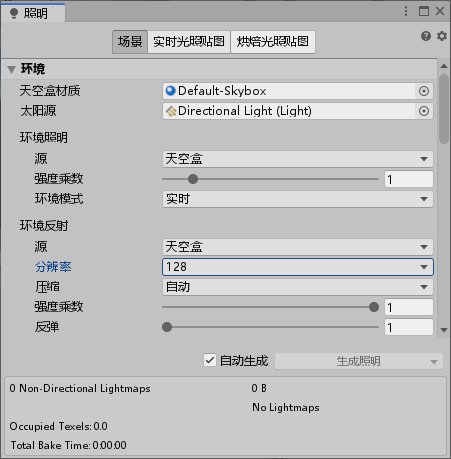 照明
场景 实时光照贴图 烘焙光照贴图
环境
天空盒材质 Default-Skybox
太阳源 Directional Light (Light)
环境照明
源 天空盒
强度乘数 1
环境模式 实时
环境反射
源 天空盒
分辨率 128
压缩 自动
强度乘数 1
反弹 1
自动生成 生成照明
0 Non-Directional Lightmaps 0 B
No Lightmaps
Occupied Texels: 0.0
Total Bake Time: 0:00:00